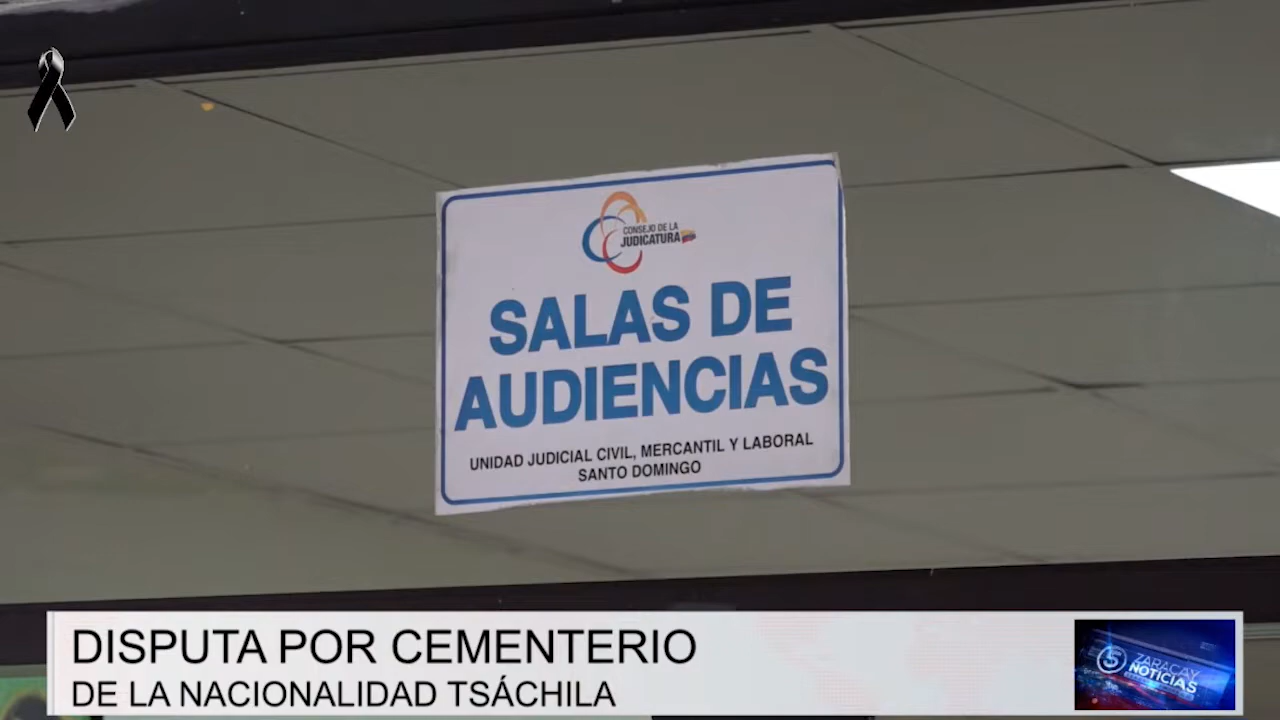 CONSEJO DE LA
JUDICATURA
SALAS DE
AUDIENCIAS
UNIDAD JUDICIAL CIVIL, MERCANTIL Y LABORAL
SANTO DOMINGO
DISPUTA POR CEMENTERIO
DE LA NACIONALIDAD TSÁCHILA
5
ZARACAY
NOTICIAS